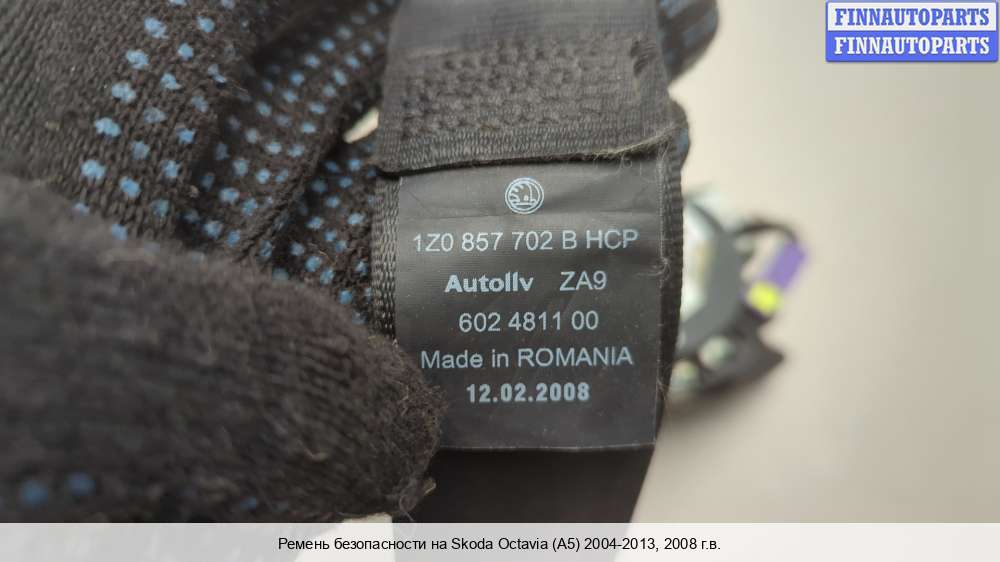 FINNAUTOPARTS
FINNAUTOPARTS
1Z0 857 702 B HCP
Autoliv ZA9
602 4811 00
Made in ROMANIA
12.02.2008
Ремень безопасности на Skoda Octavia (A5) 2004-2013, 2008 г.в.